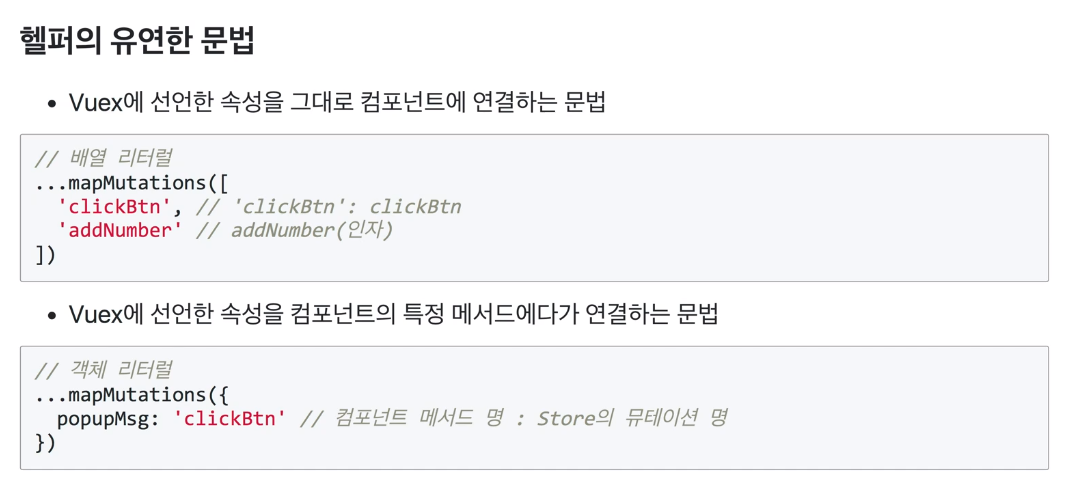 헬퍼의 유연한 문법
• Vuex에 선언한 속성을 그대로 컴포넌트에 연결하는 문법
// 배열 리터럴
...mapMutations([
  'clickBtn', // 'clickBtn': clickBtn
  'addNumber' // addNumber(인자)
])
• Vuex에 선언한 속성을 컴포넌트의 특정 메서드에다가 연결하는 문법
// 객체 리터럴
...mapMutations({
  popupMsg: 'clickBtn' // 컴포넌트 메서드 명 : Store의 뮤테이션 명
})